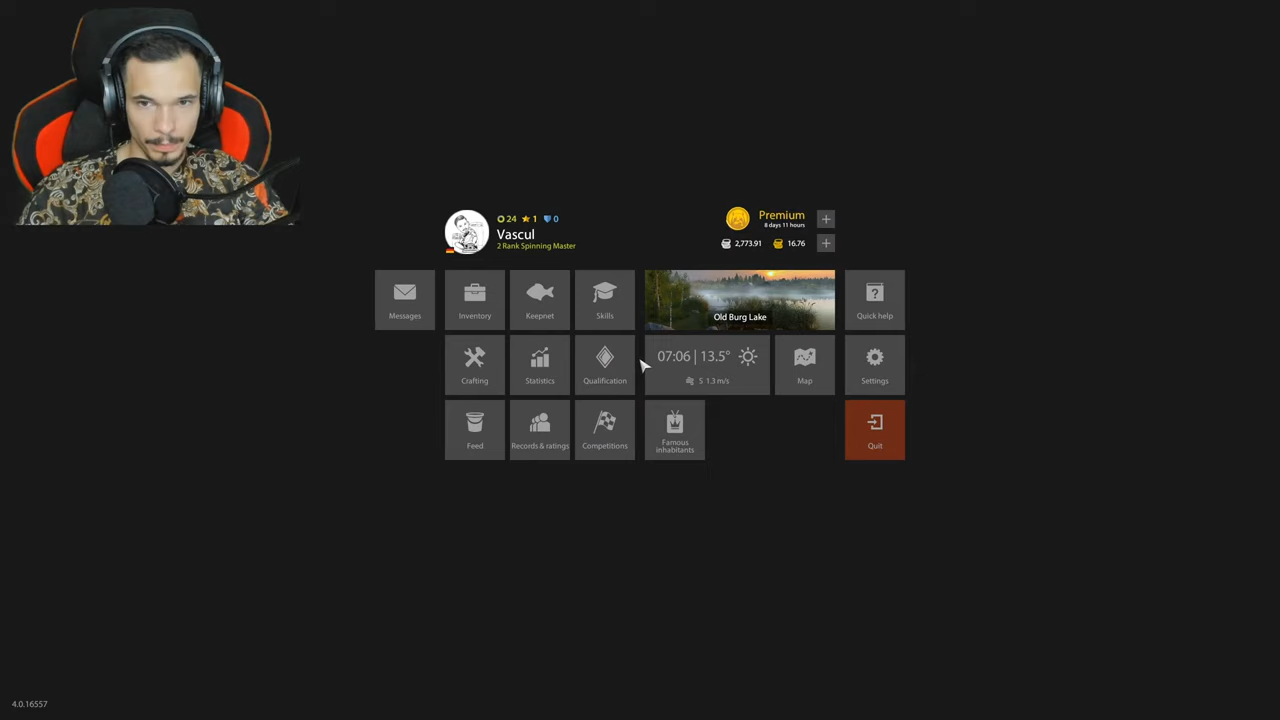 24 1 0
Vascul
2 Rank Spinning Master
Premium
8 days 11 hours
2,773.91 16.76
Messages
Inventory
Keepnet
Skills
Old Burg Lake
Quick help
Crafting
Statistics
Qualification
07:06 | 13.5°
S 1.3 m/s
Map
Settings
Feed
Records & ratings
Competitions
Famous
inhabitants
Quit
4.0.16557